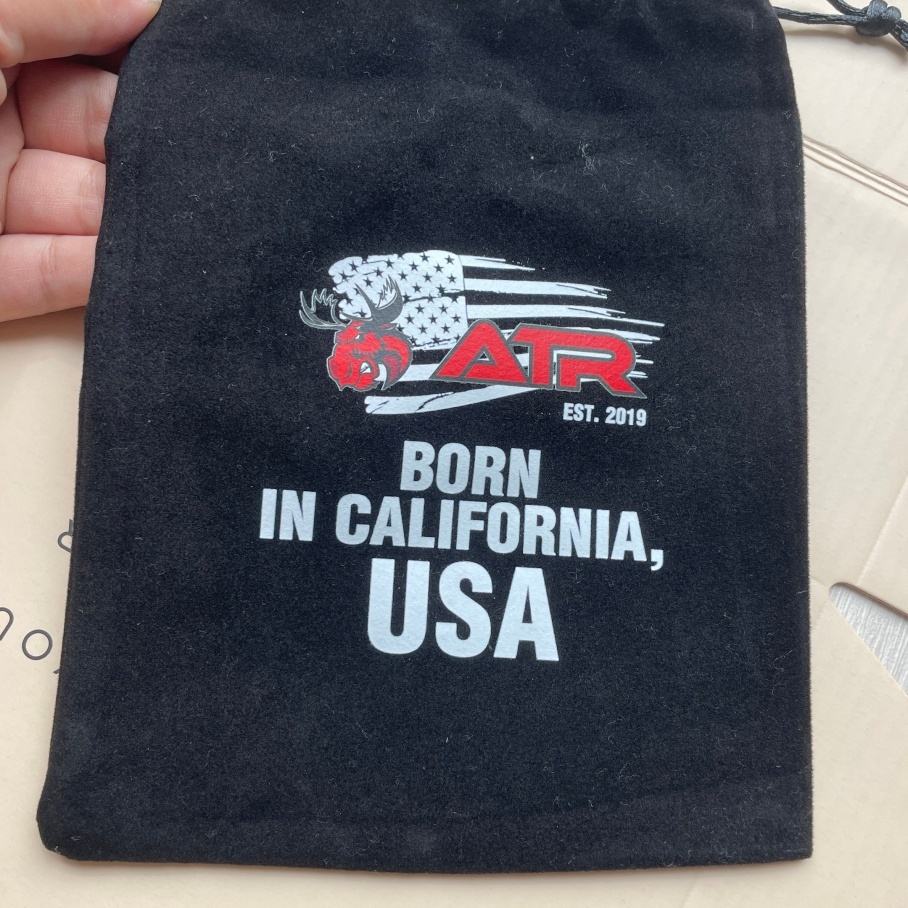 ATR
EST. 2019
BORN
IN CALIFORNIA,
USA